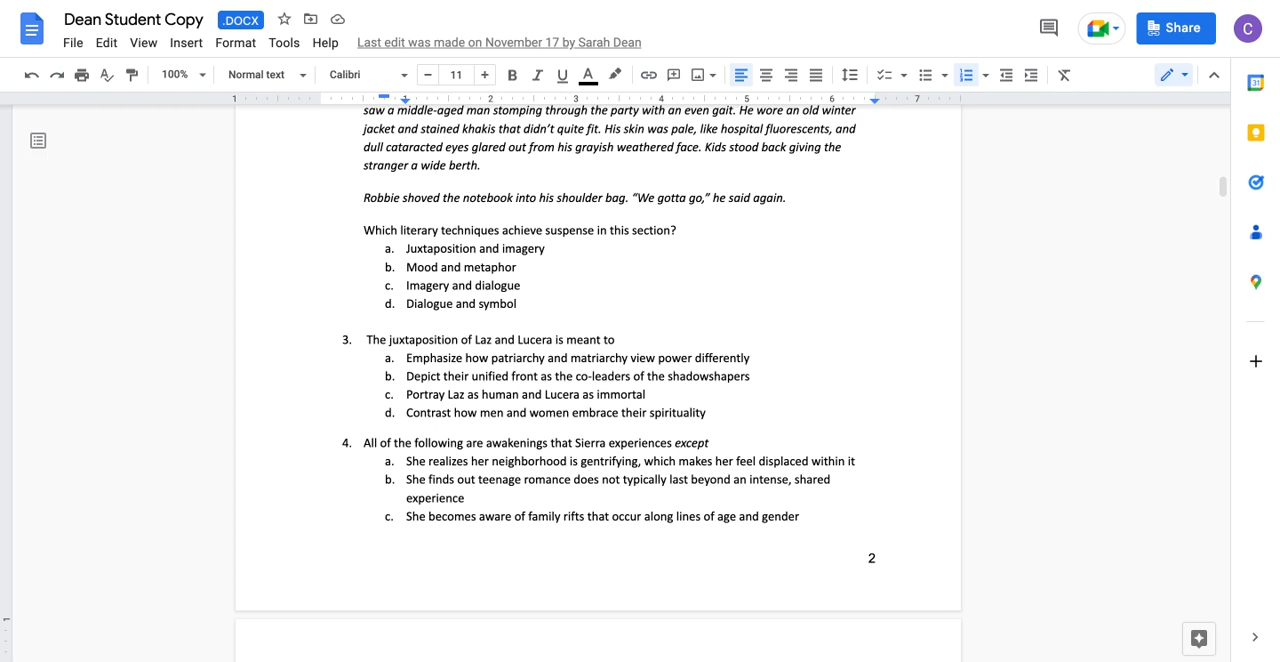 Dean Student Copy .DOCX
File Edit View Insert Format Tools Help Last edit was made on November 17 by Sarah Dean
Share
C
100% Normal text Calibri − 11 + B I U A
1 1 2 3 4 5 6 7
31
saw a middle-aged man stomping through the party with an even gait. He wore an old winter
jacket and stained khakis that didn’t quite fit. His skin was pale, like hospital fluorescents, and
dull cataracted eyes glared out from his grayish weathered face. Kids stood back giving the
stranger a wide berth.
Robbie shoved the notebook into his shoulder bag. “We gotta go,” he said again.
Which literary techniques achieve suspense in this section?
a. Juxtaposition and imagery
b. Mood and metaphor
c. Imagery and dialogue
d. Dialogue and symbol
3. The juxtaposition of Laz and Lucera is meant to
a. Emphasize how patriarchy and matriarchy view power differently
b. Depict their unified front as the co-leaders of the shadowshapers
c. Portray Laz as human and Lucera as immortal
d. Contrast how men and women embrace their spirituality
4. All of the following are awakenings that Sierra experiences except
a. She realizes her neighborhood is gentrifying, which makes her feel displaced within it
b. She finds out teenage romance does not typically last beyond an intense, shared
experience
c. She becomes aware of family rifts that occur along lines of age and gender
2